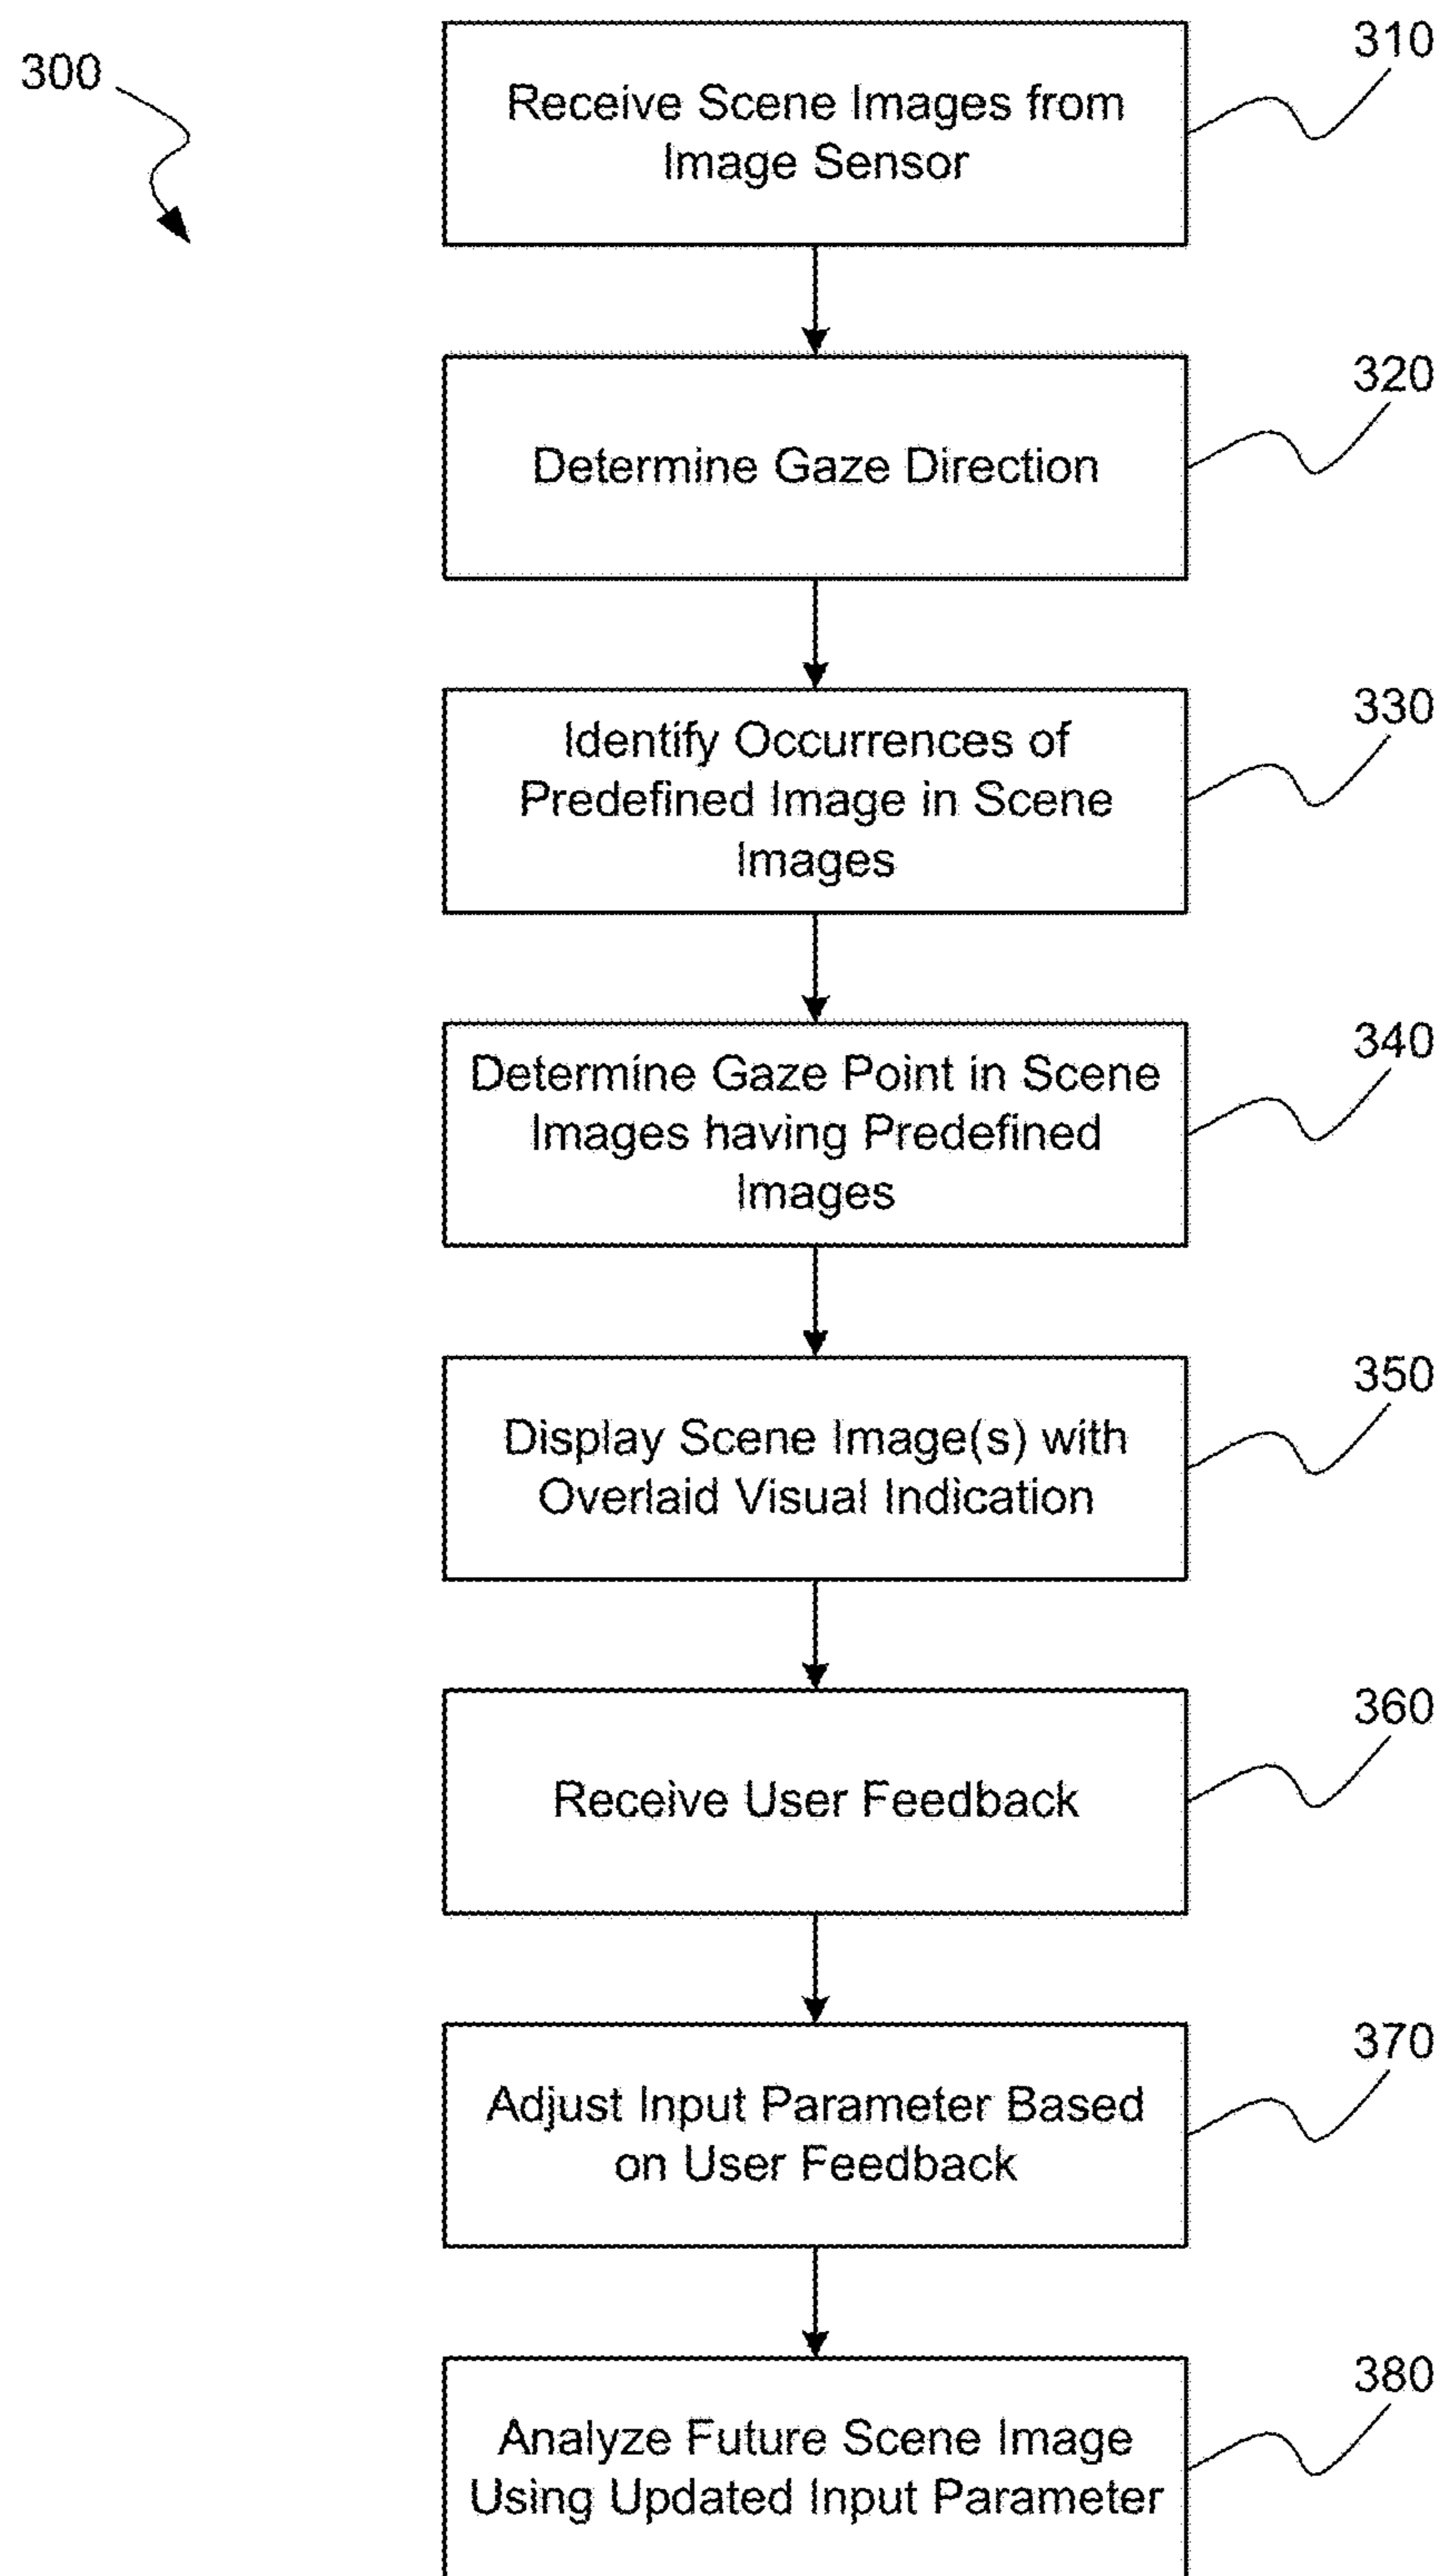 300
310
Receive Scene Images from
Image Sensor
320
Determine Gaze Direction
330
Identify Occurrences of
Predefined Image in Scene
Images
340
Determine Gaze Point in Scene
Images having Predefined
Images
350
Display Scene Image(s) with
Overlaid Visual Indication
360
Receive User Feedback
370
Adjust Input Parameter Based
on User Feedback
380
Analyze Future Scene Image
Using Updated Input Parameter